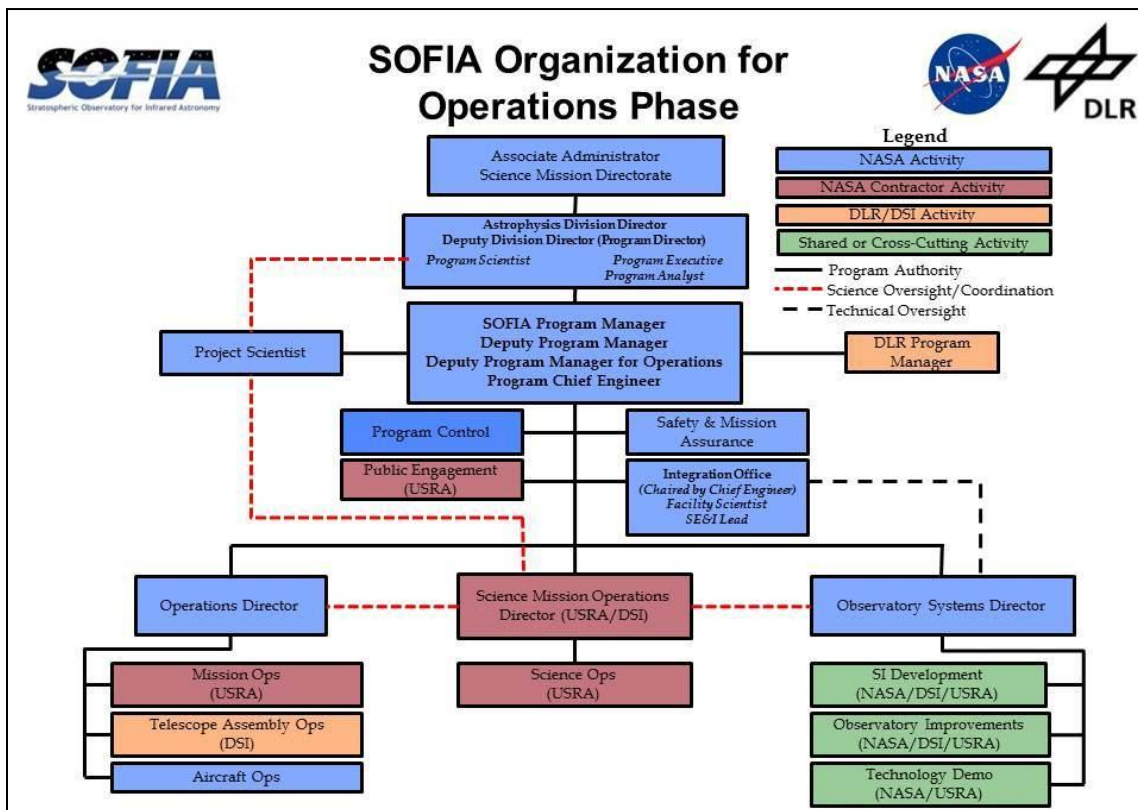 SOFIA
Stratospheric Observatory for Infrared Astronomy
SOFIA Organization for
Operations Phase
NASA
DLR
Legend
NASA Activity
NASA Contractor Activity
DLR/DSI Activity
Shared or Cross-Cutting Activity
Program Authority
Science Oversight/Coordination
Technical Oversight
Associate Administrator
Science Mission Directorate
Astrophysics Division Director
Deputy Division Director (Program Director)
Program Scientist
Program Executive
Program Analyst
Project Scientist
SOFIA Program Manager
Deputy Program Manager
Deputy Program Manager for Operations
Program Chief Engineer
DLR Program
Manager
Program Control
Safety & Mission
Assurance
Public Engagement
(USRA)
Integration Office
(Chaired by Chief Engineer)
Facility Scientist
SE&I Lead
Operations Director
Science Mission Operations
Director (USRA/DSI)
Observatory Systems Director
Mission Ops
(USRA)
Telescope Assembly Ops
(DSI)
Aircraft Ops
Science Ops
(USRA)
SI Development
(NASA/DSI/USRA)
Observatory Improvements
(NASA/DSI/USRA)
Technology Demo
(NASA/USRA)